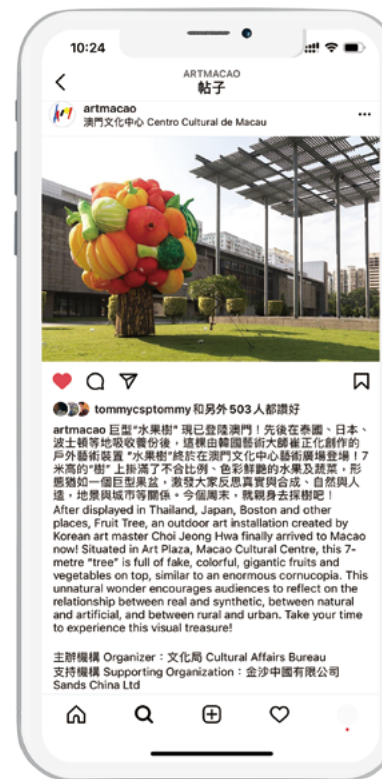 10:24
ARTMACAO
帖子
artmacao
澳門文化中心 Centro Cultural de Macau
tommycsptommy 和另外 503 人都讚好
artmacao 巨型“水果樹” 現已登陸澳門！先後在泰國、日本、
波士頓等地吸收養份後，這棵由韓國藝術大師崔正化創作的
戶外藝術裝置 “水果樹”終於在澳門文化中心藝術廣場登場！7
米高的“樹” 上掛滿了不合比例、色彩鮮艷的水果及蔬菜，形
態猶如一個巨型果盆，激發大家反思真實與合成、自然與人
造，地景與城市等關係。今個周末，就親身去探樹吧！
After displayed in Thailand, Japan, Boston and other
places, Fruit Tree, an outdoor art installation created by
Korean art master Choi Jeong Hwa finally arrived to Macao
now! Situated in Art Plaza, Macao Cultural Centre, this 7-
metre “tree” is full of fake, colorful, gigantic fruits and
vegetables on top, similar to an enormous cornucopia. This
unnatural wonder encourages audiences to reflect on the
relationship between real and synthetic, between natural
and artificial, and between rural and urban. Take your time
to experience this visual treasure!
主辦機構 Organizer：文化局 Cultural Affairs Bureau
支持機構 Supporting Organization：金沙中國有限公司
Sands China Ltd